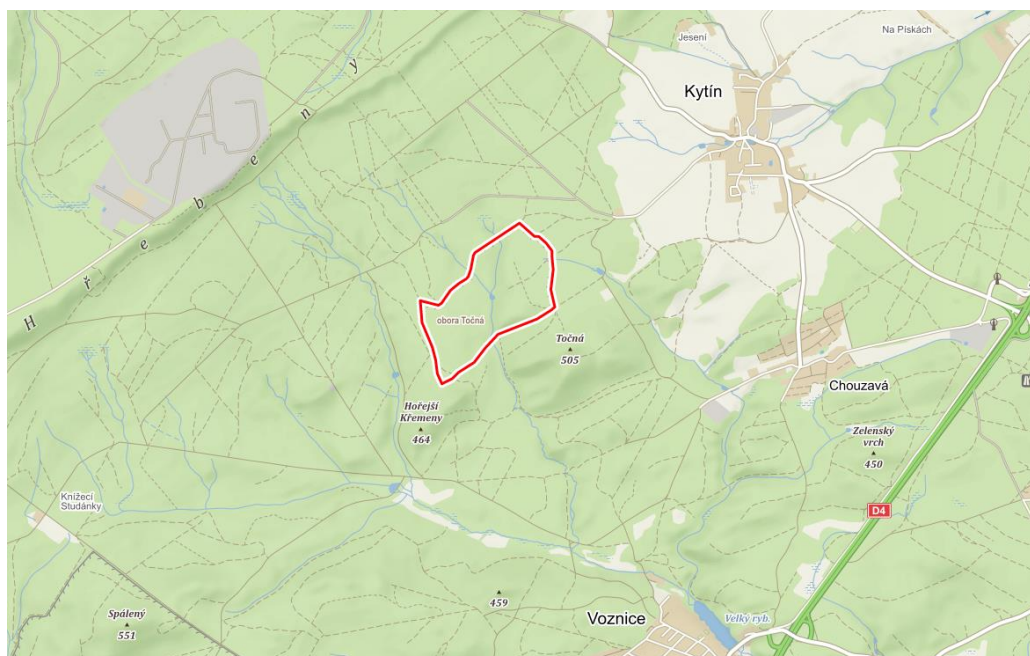 Na Pískách
Jesení
Kytín
Hřebeny
obora Točná
Točná
505
Hořejší
Křemeny
464
Chouzavá
Zelenský
vrch
450
D4
Knížecí
Studánky
459
Spálený
551
Voznice
Velký ryb.